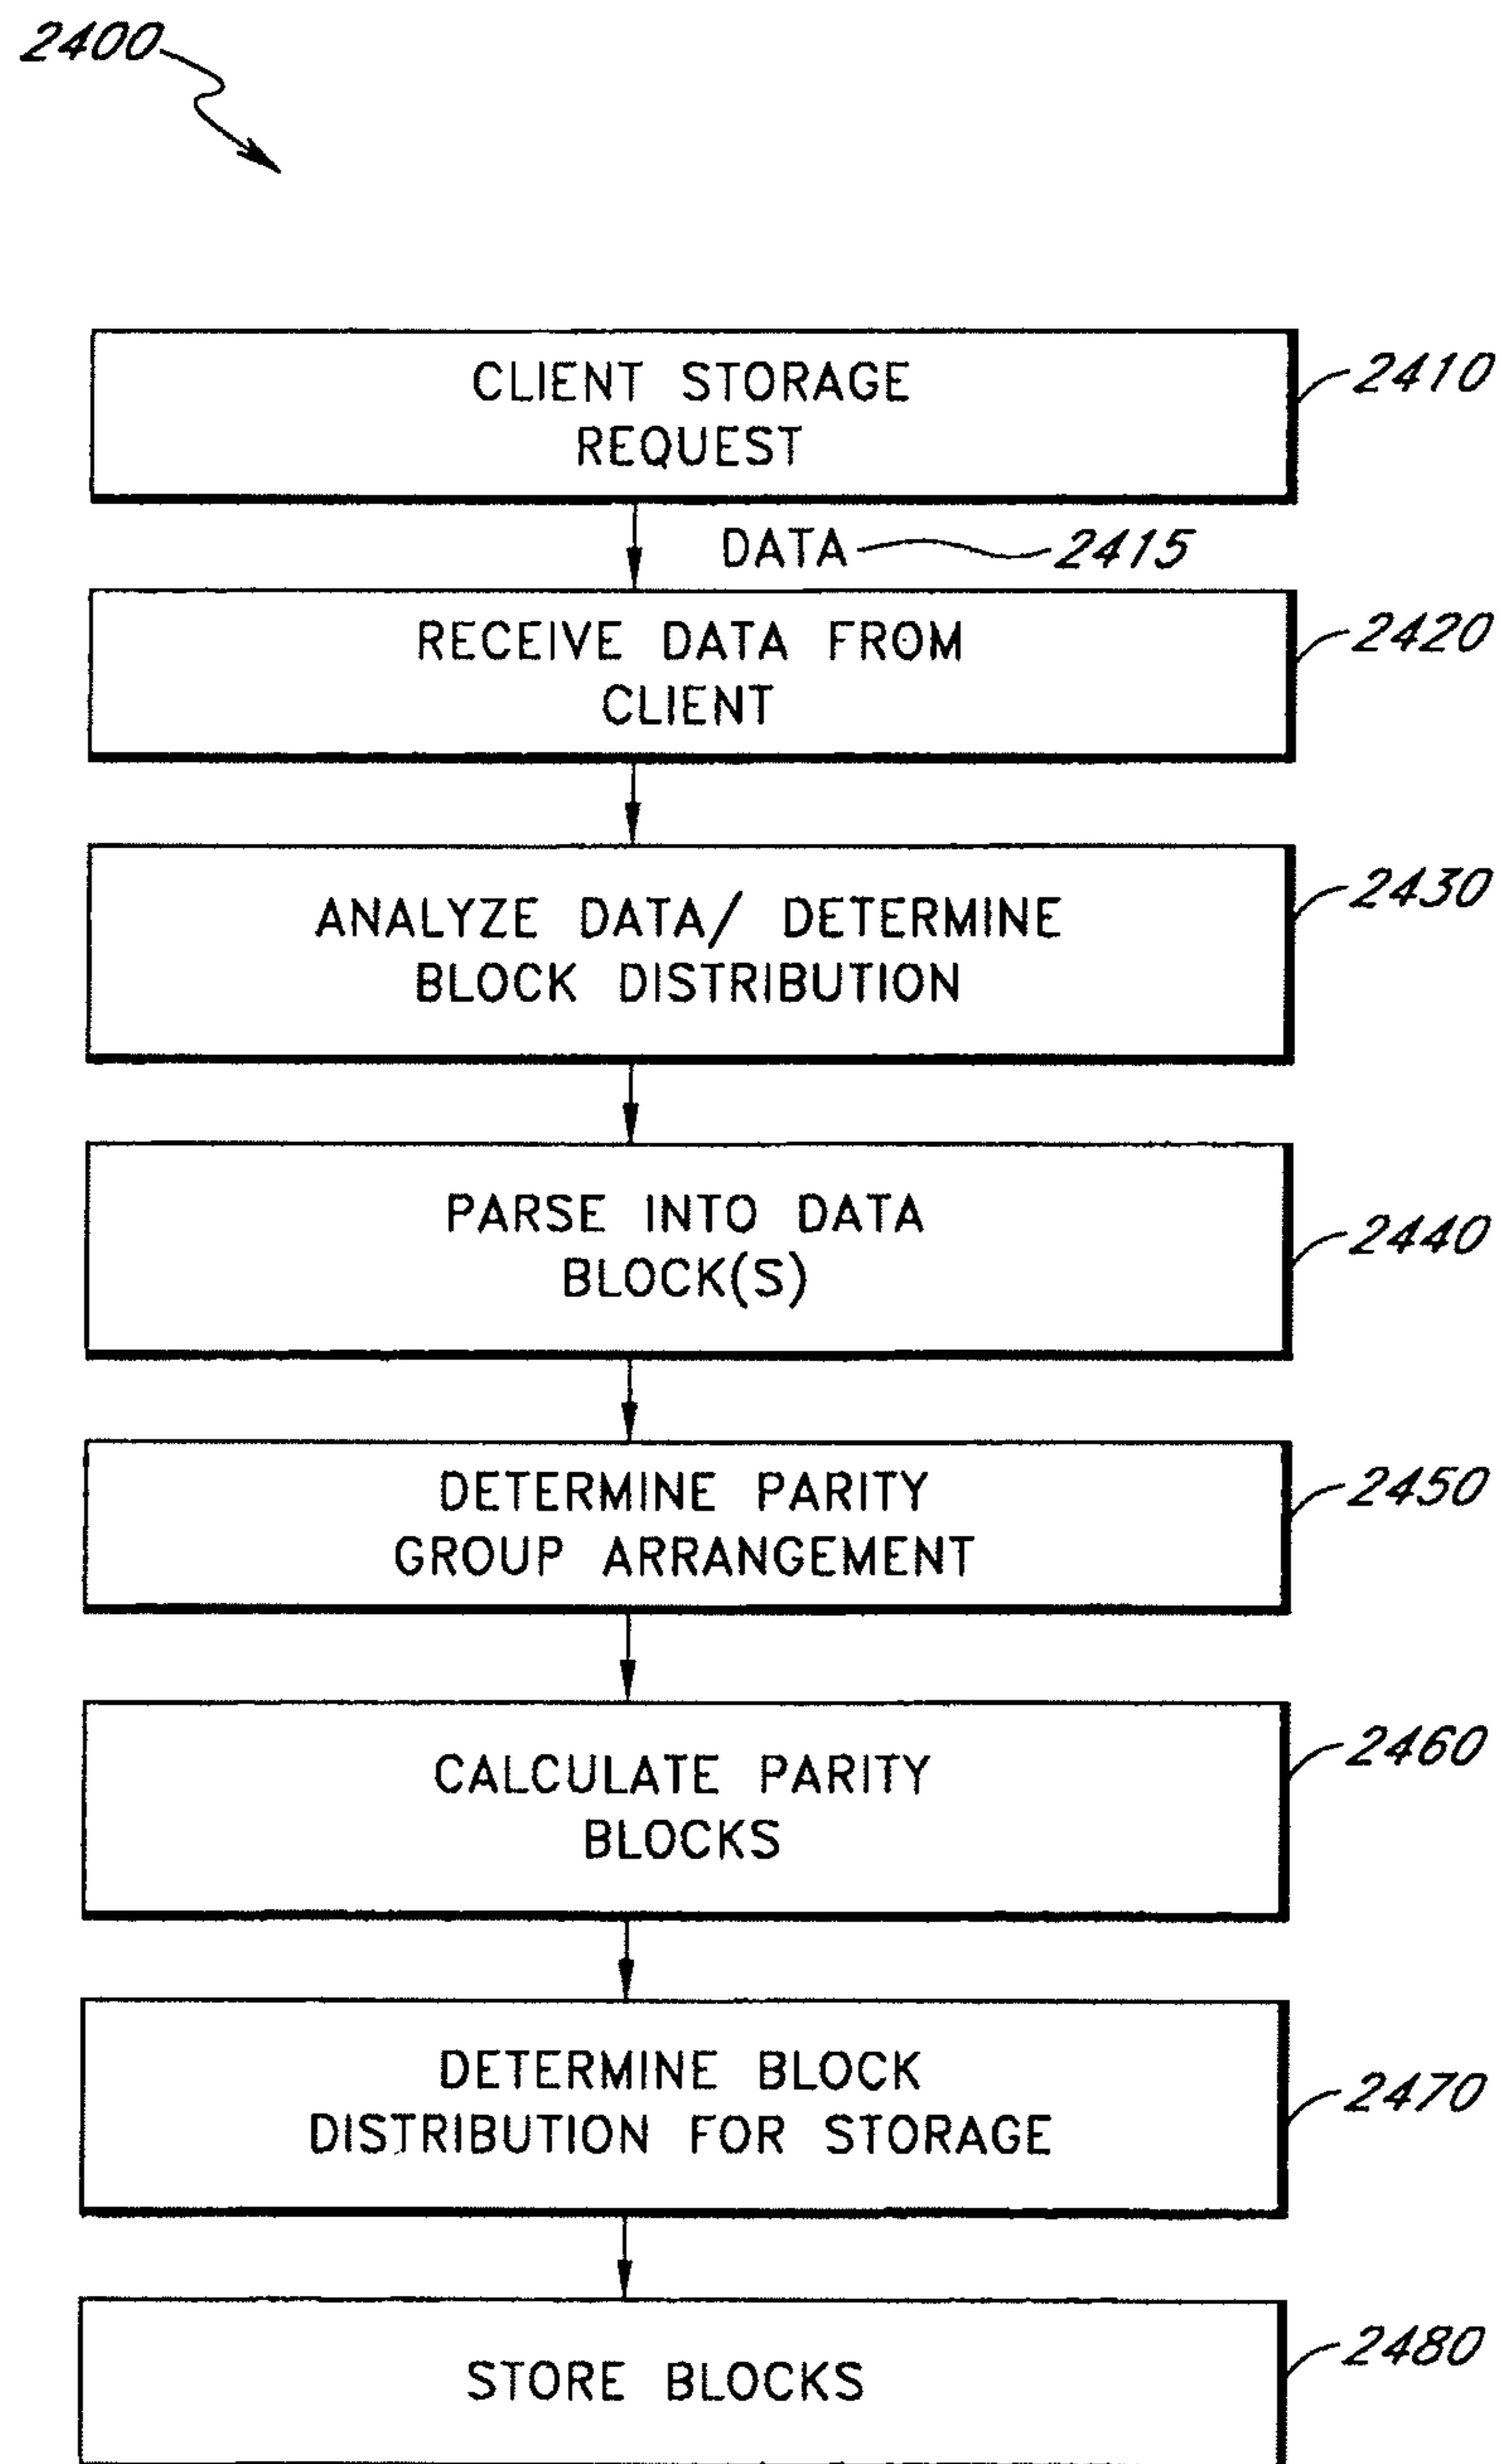 2400
CLIENT STORAGE
REQUEST
2410
DATA 2415
RECEIVE DATA FROM
CLIENT
2420
ANALYZE DATA/ DETERMINE
BLOCK DISTRIBUTION
2430
PARSE INTO DATA
BLOCK(S)
2440
DETERMINE PARITY
GROUP ARRANGEMENT
2450
CALCULATE PARITY
BLOCKS
2460
DETERMINE BLOCK
DISTRIBUTION FOR STORAGE
2470
STORE BLOCKS
2480